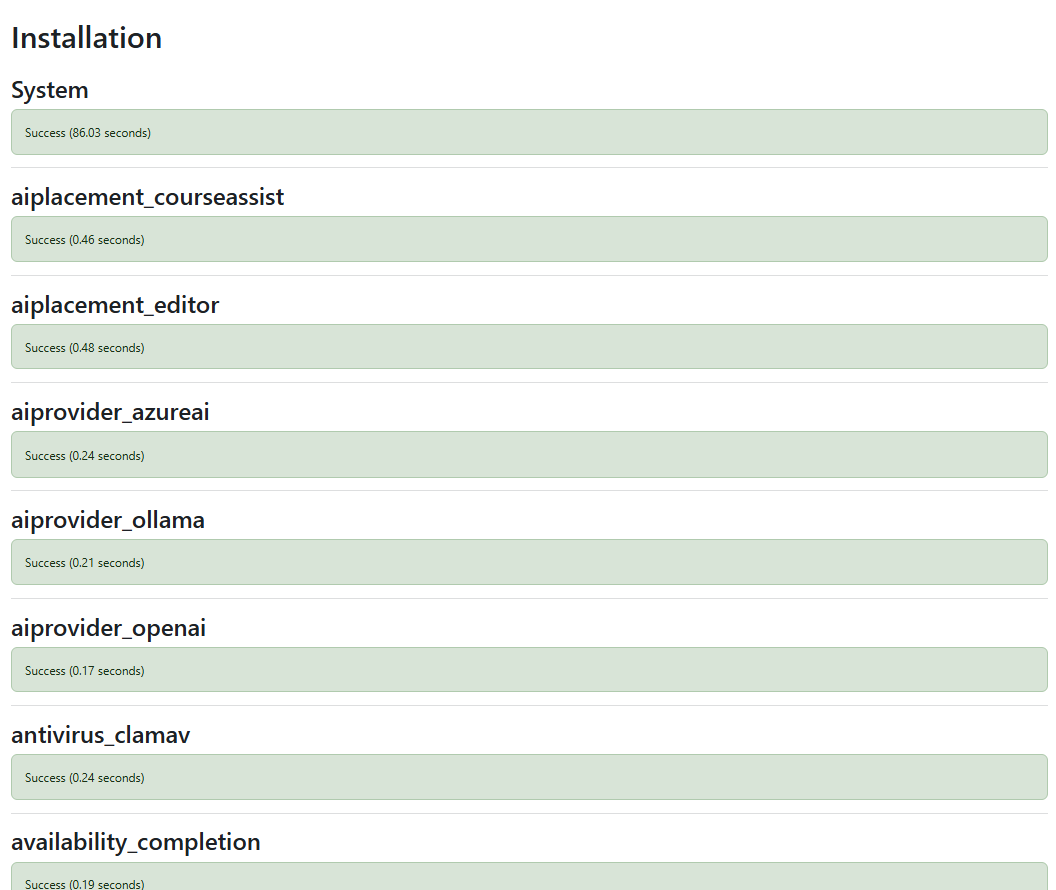 Installation
System
Success (86.03 seconds)
aiplacement_courseassist
Success (0.46 seconds)
aiplacement_editor
Success (0.48 seconds)
aiprovider_azureai
Success (0.24 seconds)
aiprovider_ollama
Success (0.21 seconds)
aiprovider_openai
Success (0.17 seconds)
antivirus_clamav
Success (0.24 seconds)
availability_completion
Success (0.19 seconds)